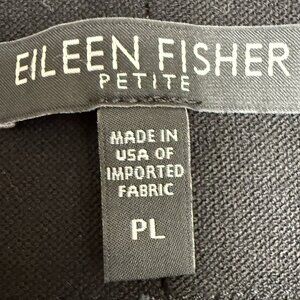 EILEEN FISHER
PETITE
MADE IN
USA OF
IMPORTED
FABRIC
PL